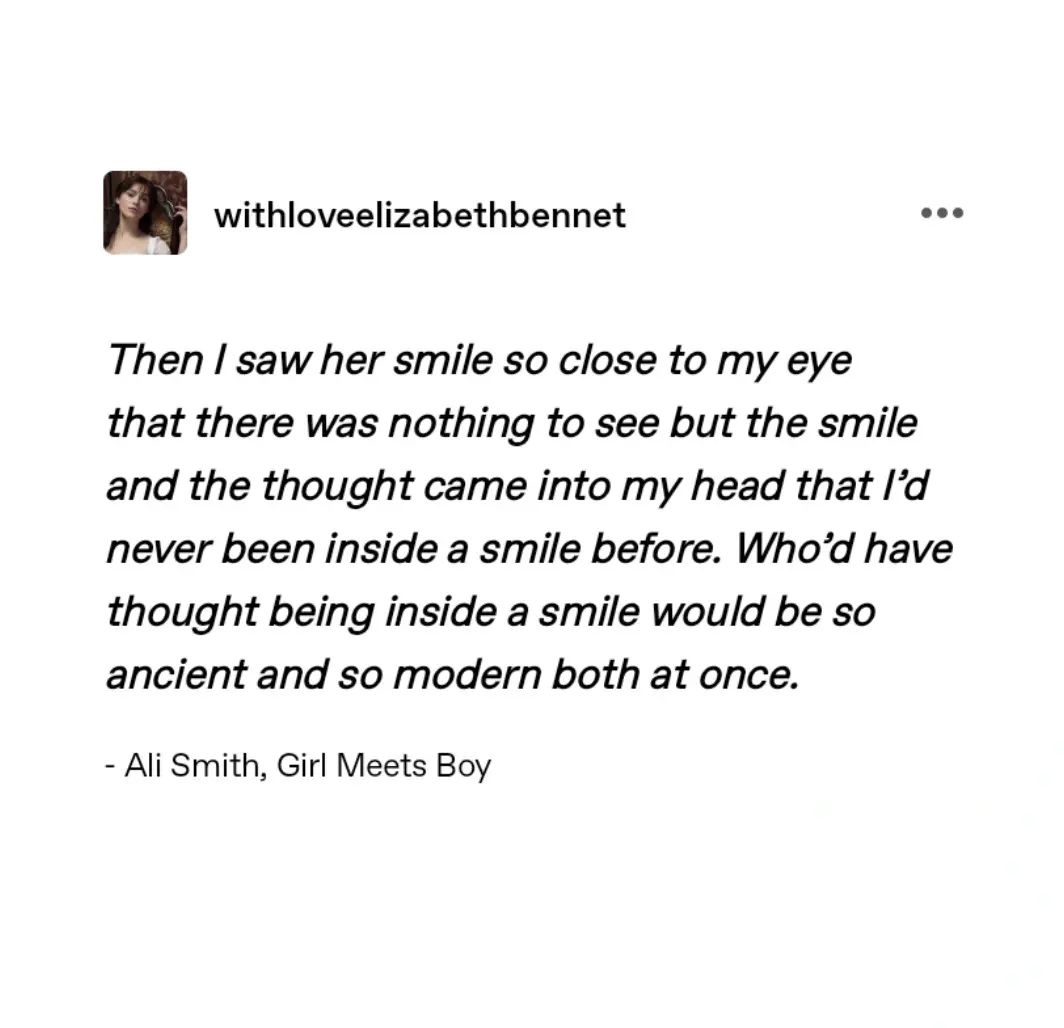 withloveelizabethbennet
Then I saw her smile so close to my eye
that there was nothing to see but the smile
and the thought came into my head that I’d
never been inside a smile before. Who’d have
thought being inside a smile would be so
ancient and so modern both at once.
- Ali Smith, Girl Meets Boy